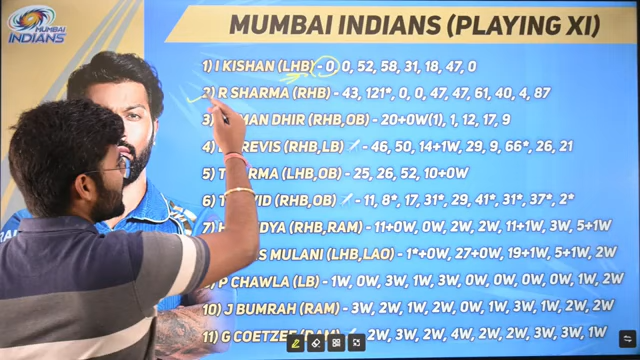 MUMBAI INDIANS
MUMBAI INDIANS (PLAYING XI)
1) I KISHAN (LHB) - 0, 0, 52, 58, 31, 18, 47, 0
2) R SHARMA (RHB) - 43, 121*, 0, 0, 47, 47, 61, 40, 4, 87
3) MAN DHIR (RHB,OB) - 20+0W(1), 1, 12, 17, 9
4) REVIS (RHB,LB) - 46, 50, 14+1W, 29, 9, 66*, 26, 21
5) T RMA (LHB,OB) - 25, 26, 52, 10+0W
6) T VID (RHB,OB) - 11, 8*, 17, 31*, 29, 41*, 31*, 37*, 2*
7) H DYA (RHB,RAM) - 11+0W, 0W, 2W, 2W, 11+1W, 3W, 5+1W
S MULANI (LHB,LAO) - 1*+0W, 27+0W, 19+1W, 5+1W, 2W
P CHAWLA (LB) - 1W, 0W, 3W, 1W, 3W, 0W, 0W, 0W, 0W, 1W, 2W
10) J BUMRAH (RAM) - 3W, 2W, 1W, 2W, 0W, 1W, 3W, 1W, 2W, 2W
11) G COETZEE 2W, 3W, 2W, 4W, 2W, 2W, 3W, 3W, 1W